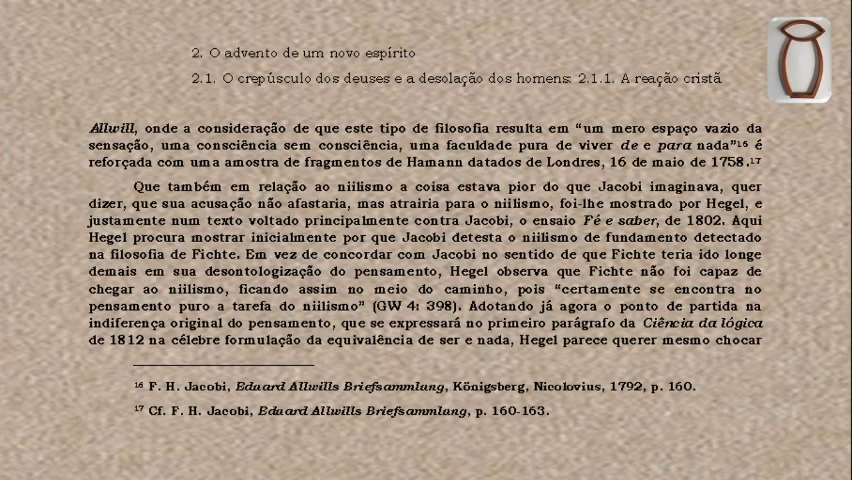 2. O advento de um novo espírito
2.1. O crepúsculo dos deuses e a desolação dos homens: 2.1.1. A reação cristã
Allwill, onde a consideração de que este tipo de filosofia resulta em “um mero espaço vazio da
sensação, uma consciência sem consciência, uma faculdade pura de viver de e para nada”¹⁶ é
reforçada com uma amostra de fragmentos de Hamann datados de Londres, 16 de maio de 1758.¹⁷
Que também em relação ao niilismo a coisa estava pior do que Jacobi imaginava, quer
dizer, que sua acusação não afastaria, mas atrairia para o niilismo, foi-lhe mostrado por Hegel, e
justamente num texto voltado principalmente contra Jacobi, o ensaio Fé e saber, de 1802. Aqui
Hegel procura mostrar inicialmente por que Jacobi detesta o niilismo de fundamento detectado
na filosofia de Fichte. Em vez de concordar com Jacobi no sentido de que Fichte teria ido longe
demais em sua desontologização do pensamento, Hegel observa que Fichte não foi capaz de
chegar ao niilismo, ficando assim no meio do caminho, pois “certamente se encontra no
pensamento puro a tarefa do niilismo” (GW 4: 398). Adotando já agora o ponto de partida na
indiferença original do pensamento, que se expressará no primeiro parágrafo da Ciência da lógica
de 1812 na célebre formulação da equivalência de ser e nada, Hegel parece querer mesmo chocar
¹⁶ F. H. Jacobi, Eduard Allwills Briefsammlung, Königsberg, Nicolovius, 1792, p. 160.
¹⁷ Cf. F. H. Jacobi, Eduard Allwills Briefsammlung, p. 160-163.